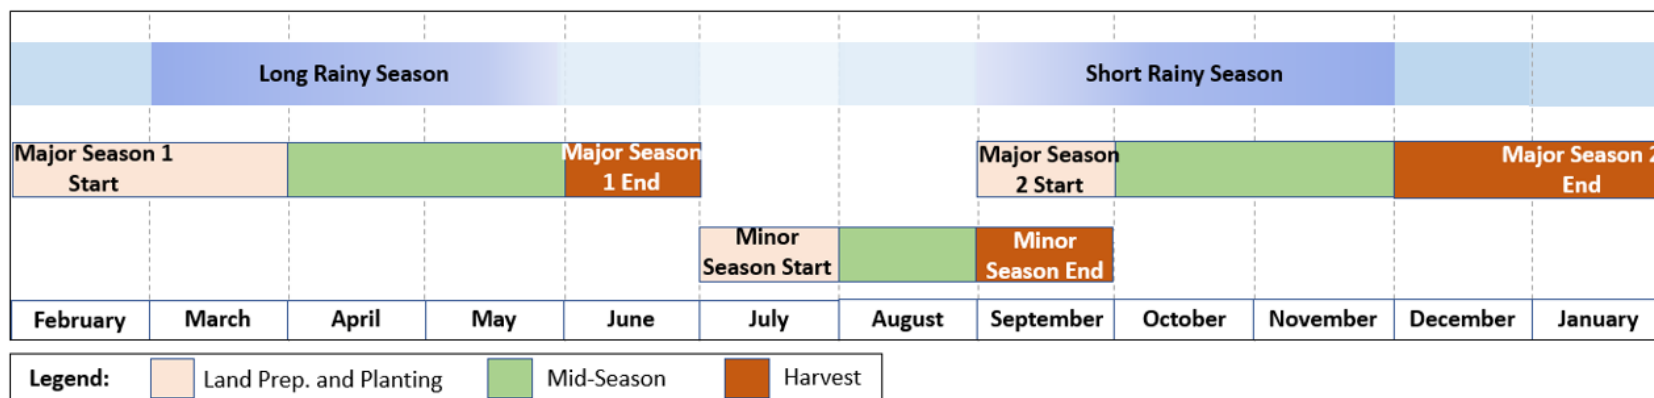 Long Rainy Season
Short Rainy Season
Major Season 1
Start
Major Season
1 End
Major Season
2 Start
Major Season 2
End
Minor
Season Start
Minor
Season End
February
March
April
May
June
July
August
September
October
November
December
January
Legend:
Land Prep. and Planting
Mid-Season
Harvest